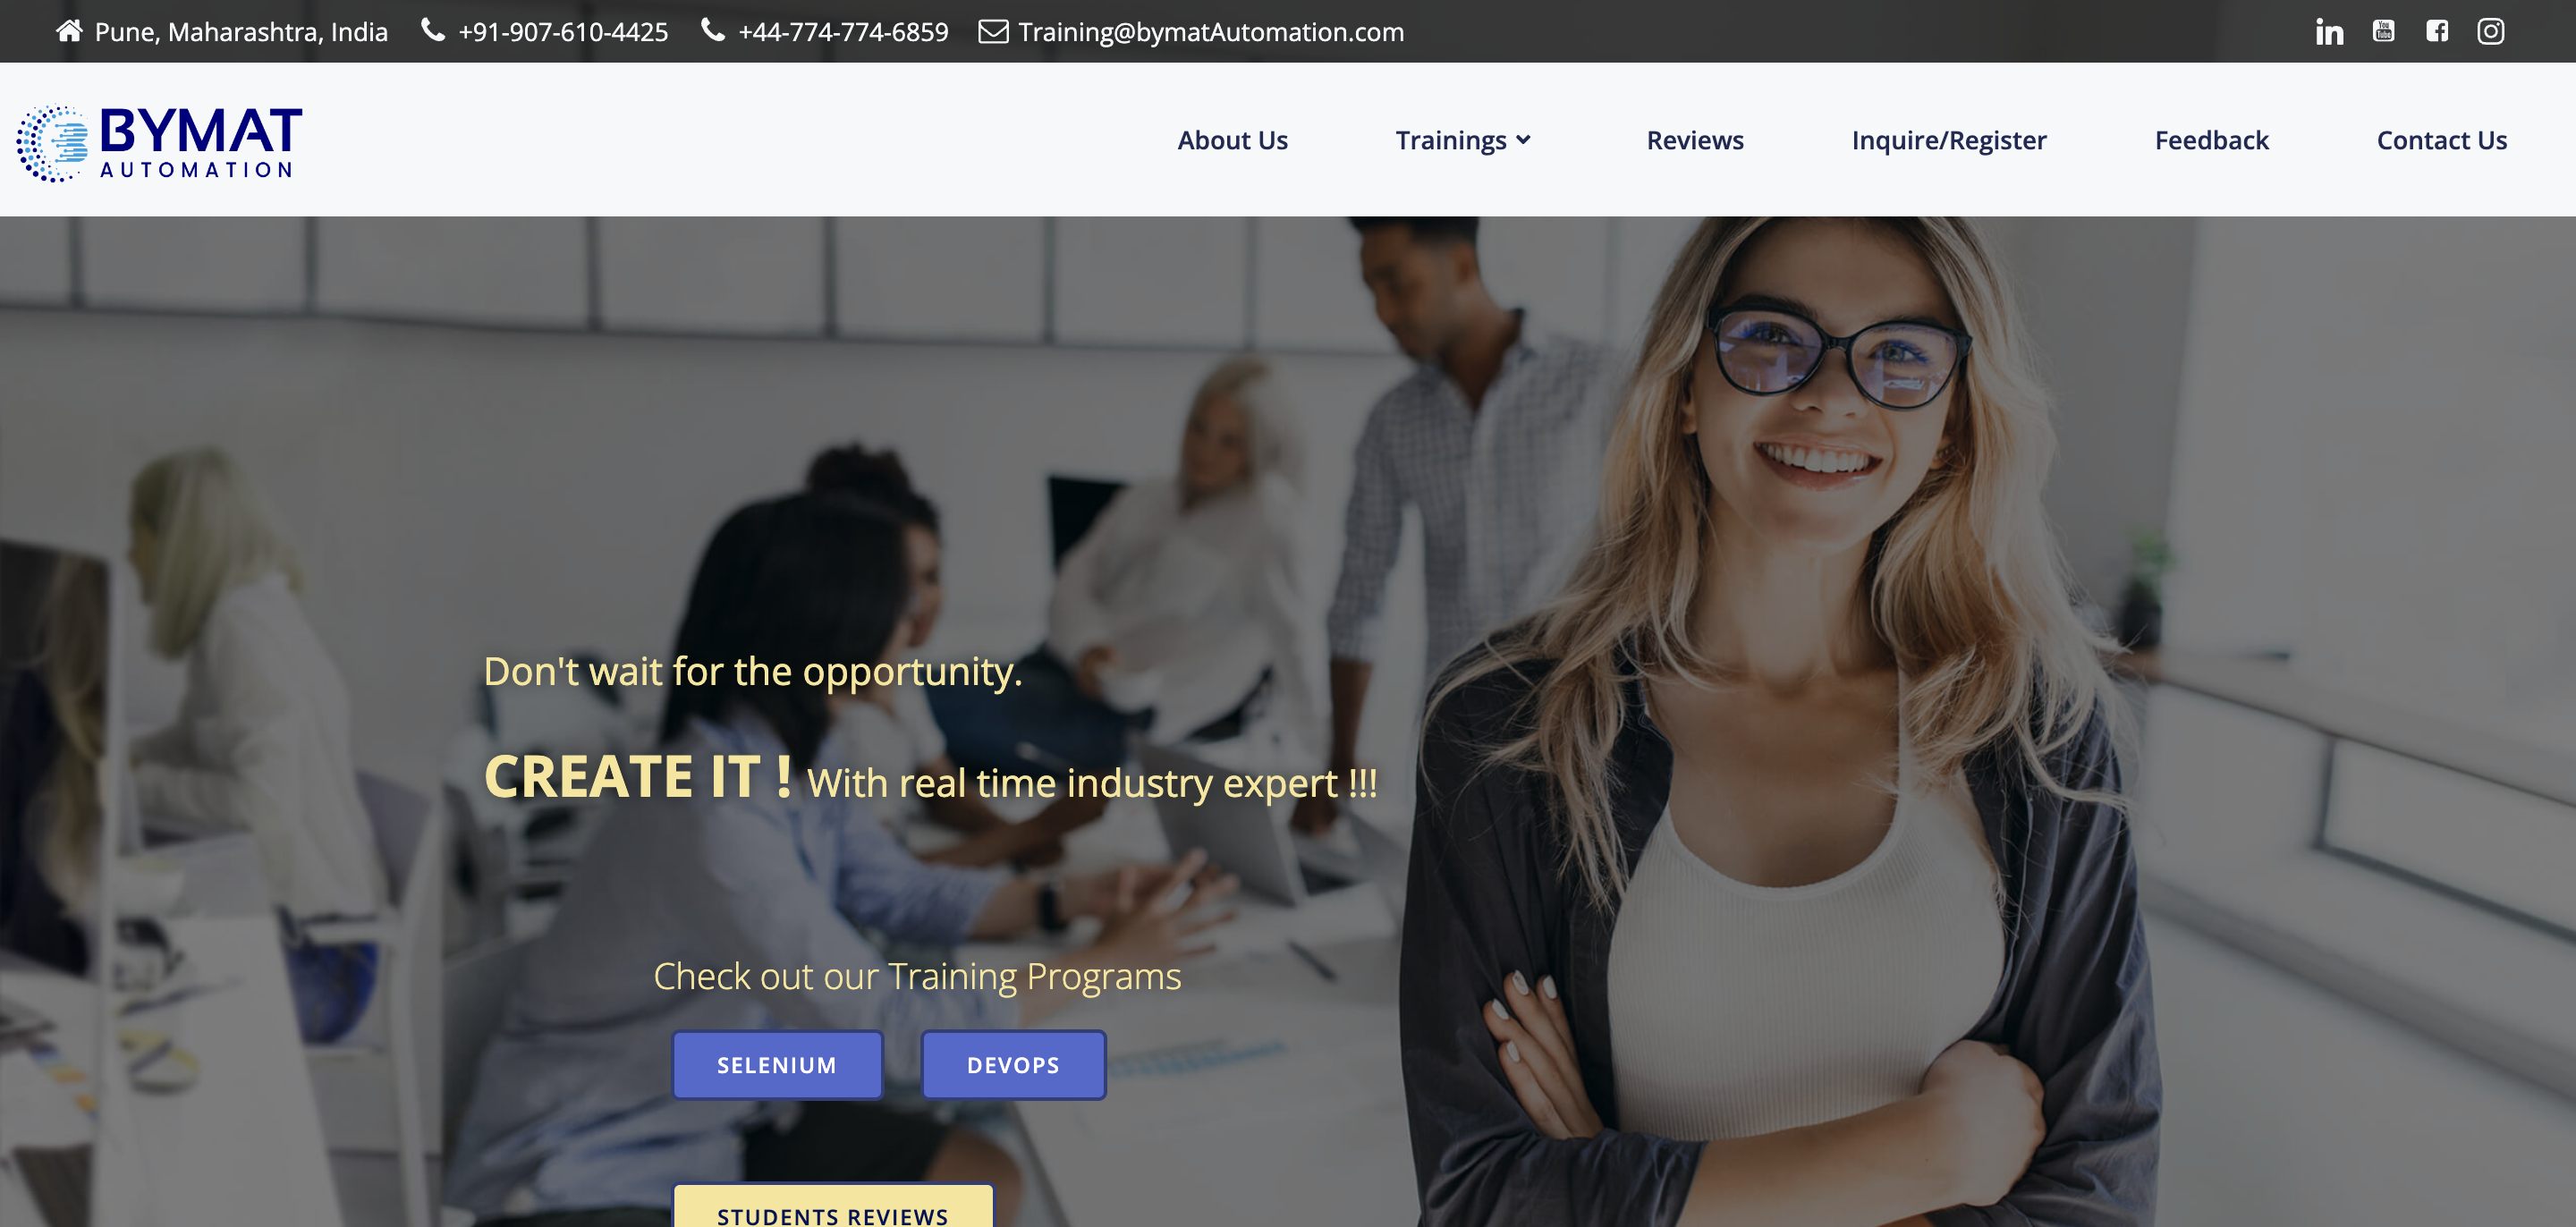 Pune, Maharashtra, India +91-907-610-4425 +44-774-774-6859 Training@bymatAutomation.com
BYMAT
AUTOMATION
About Us Trainings Reviews Inquire/Register Feedback Contact Us
Don't wait for the opportunity.
CREATE IT ! With real time industry expert !!!
Check out our Training Programs
SELENIUM DEVOPS
STUDENTS REVIEWS